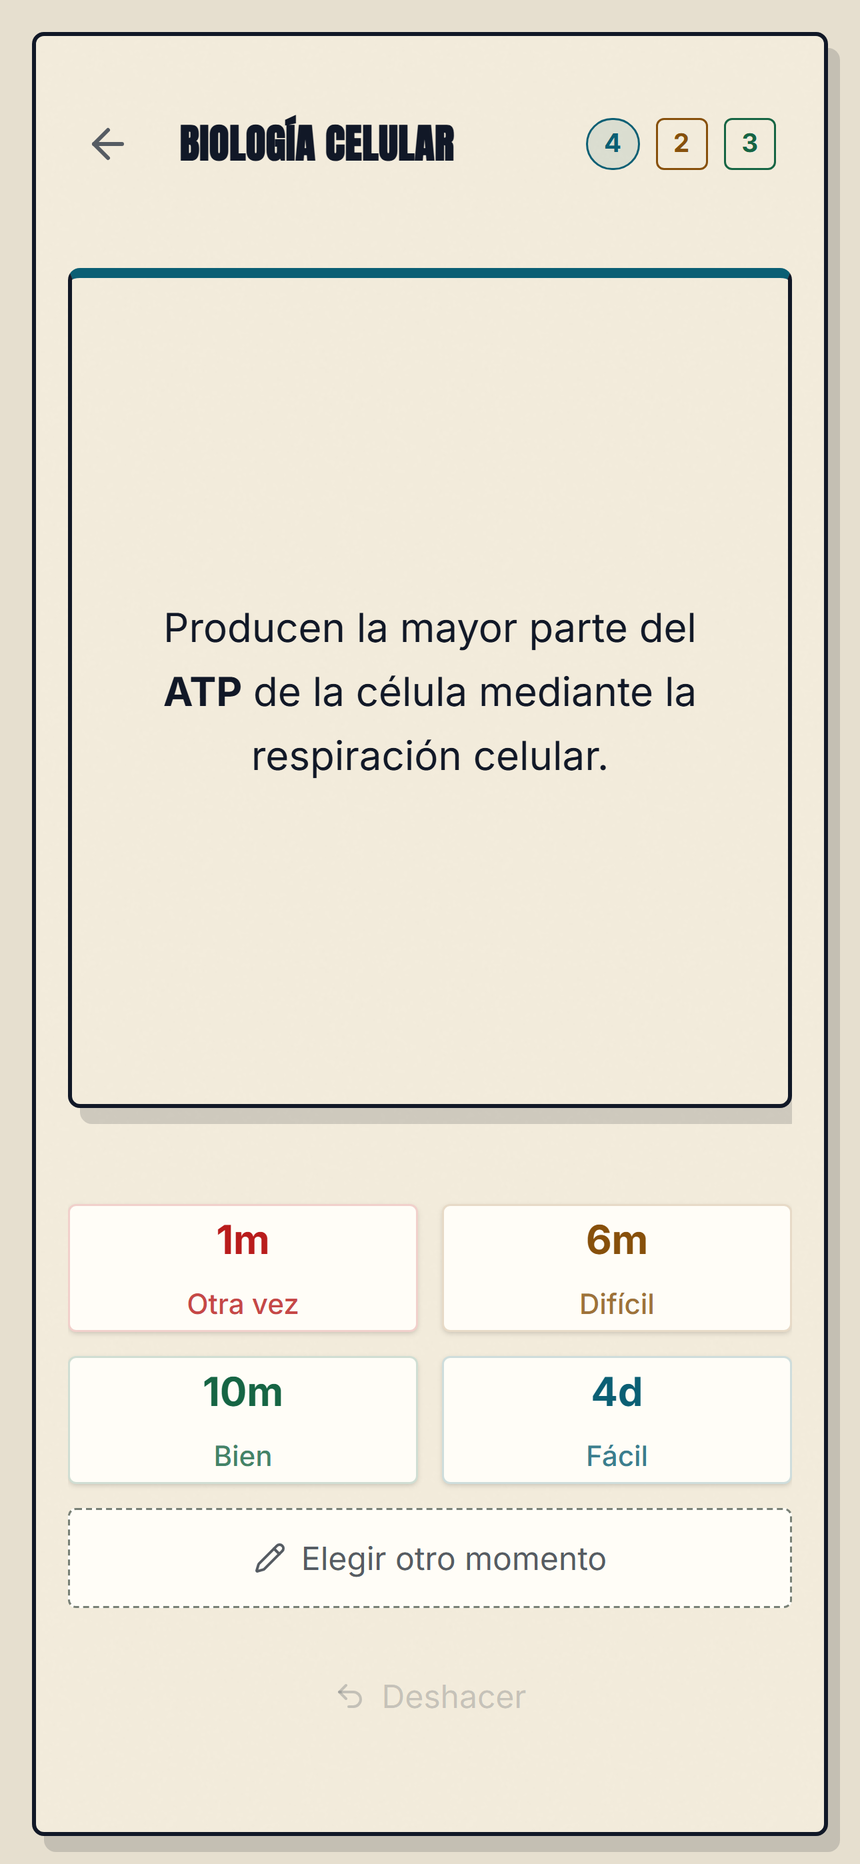 BIOLOGÍA CELULAR
4 2 3
Producen la mayor parte del
ATP de la célula mediante la
respiración celular.
1m
Otra vez
6m
Difícil
10m
Bien
4d
Fácil
Elegir otro momento
Deshacer